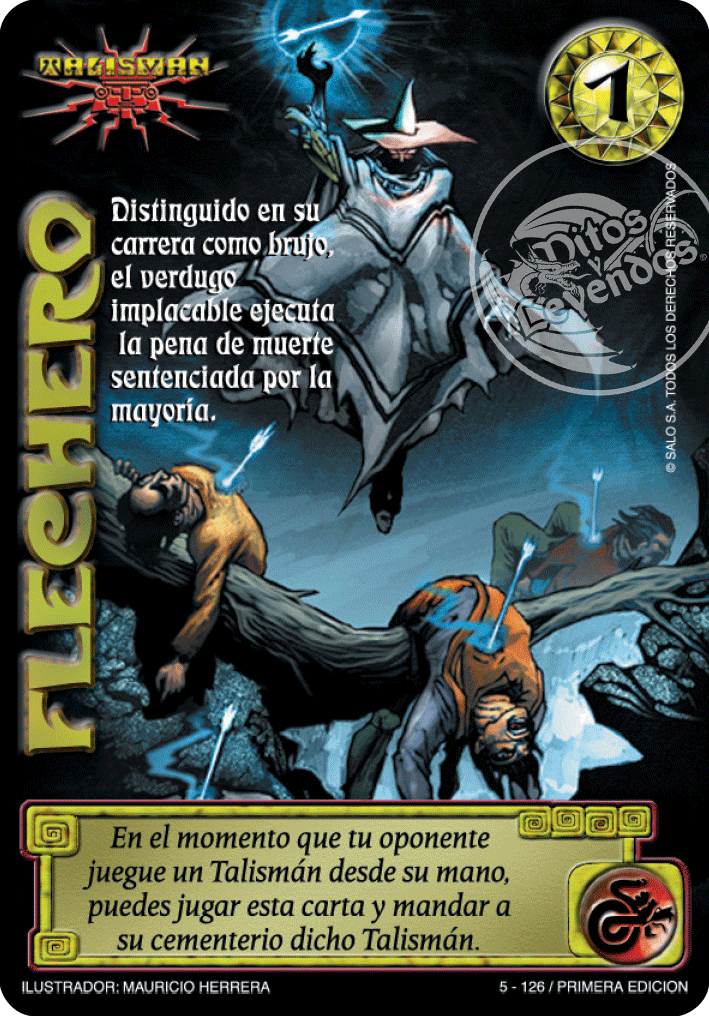 TALISMAN
1
FLECHERO
Distinguido en su
carrera como brujo,
el verdugo
implacable ejecuta
la pena de muerte
sentenciada por la
mayoría.
Mitos
y
Leyendas
®
© SALO S.A. TODOS LOS DERECHOS RESERVADOS
En el momento que tu oponente
juegue un Talismán desde su mano,
puedes jugar esta carta y mandar a
su cementerio dicho Talismán.
ILUSTRADOR: MAURICIO HERRERA
5 - 126 / PRIMERA EDICION